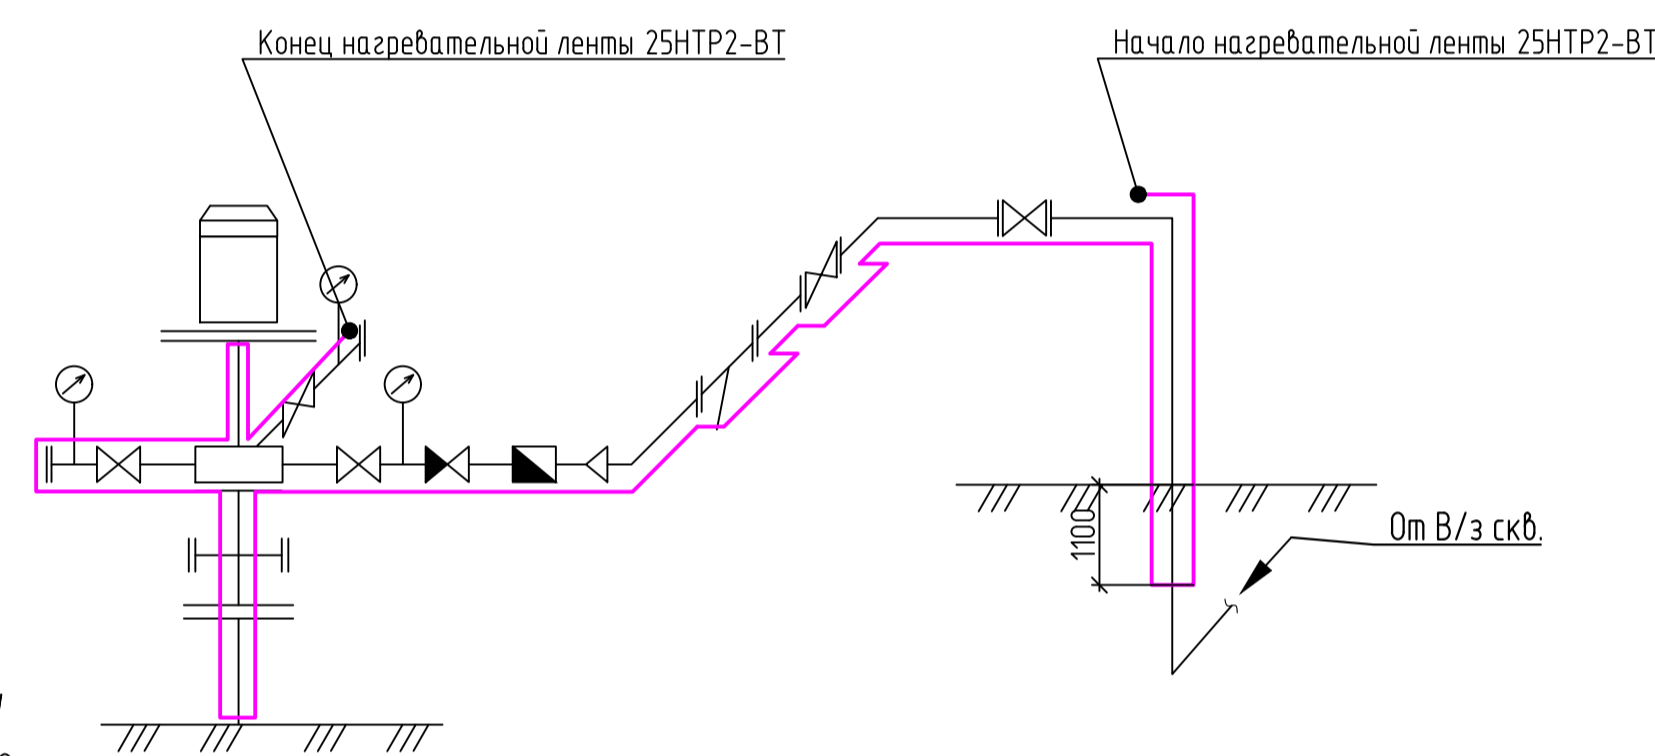 Конец нагревательной ленты 25НТР2-ВТ
Начало нагревательной ленты 25НТР2-ВТ
1100
От В/з скв.